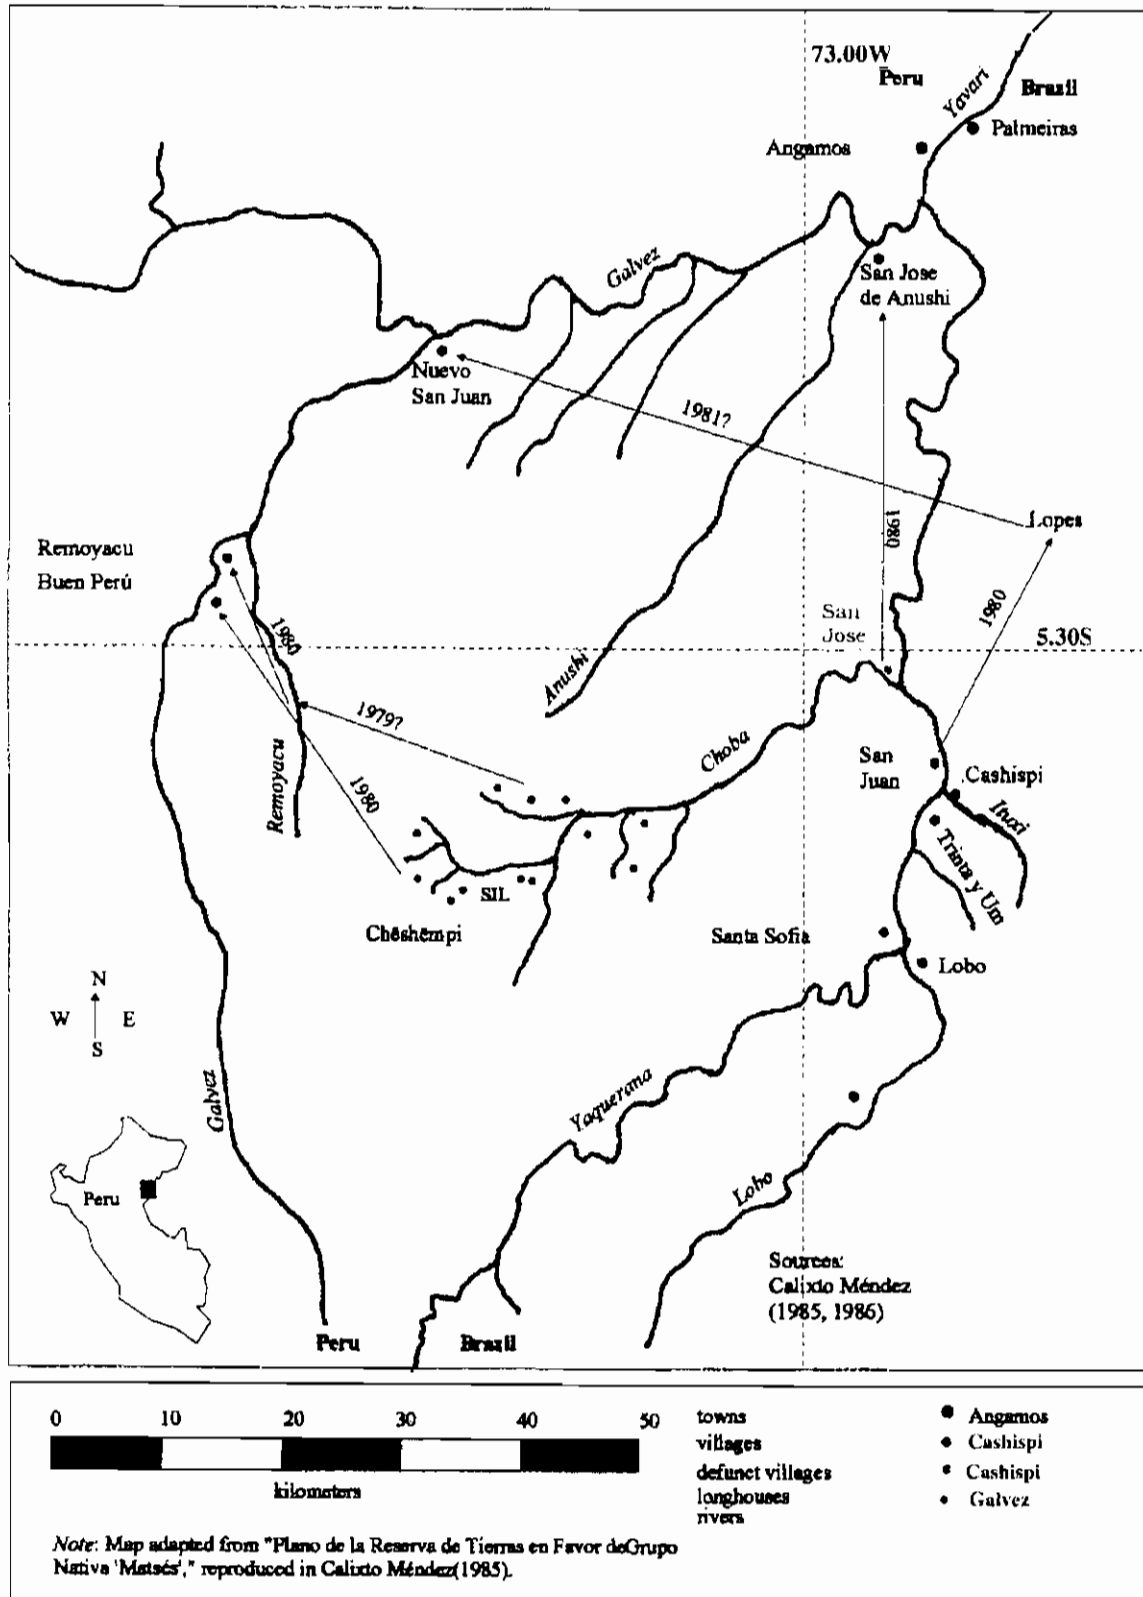 73.00W
Peru
Yavari
Brazil
Palmeiras
Angamos
Galvez
San Jose
de Anushi
Nuevo
San Juan
1981?
Lopes
Remoyacu
Buen Perú
1980
1980
1980
San
Jose
5.30S
Anushi
1979?
Choba
San
Juan
Cashispi
Remoyacu
1980
Trinta y Um
SIL
Chëshëmpi
Santa Sofia
Lobo
N
W E
S
Galvez
Yaquerana
Lobo
Peru
Sources:
Calixto Méndez
(1985, 1986)
Peru
Brazil
0 10 20 30 40 50
kilometers
towns
villages
defunct villages
longhouses
rivers
Angamos
Cashispi
Cashispi
Galvez
Note: Map adapted from "Plano de la Reserva de Tierras en Favor deGrupo
Nativa 'Matsés'," reproduced in Calixto Méndez(1985).